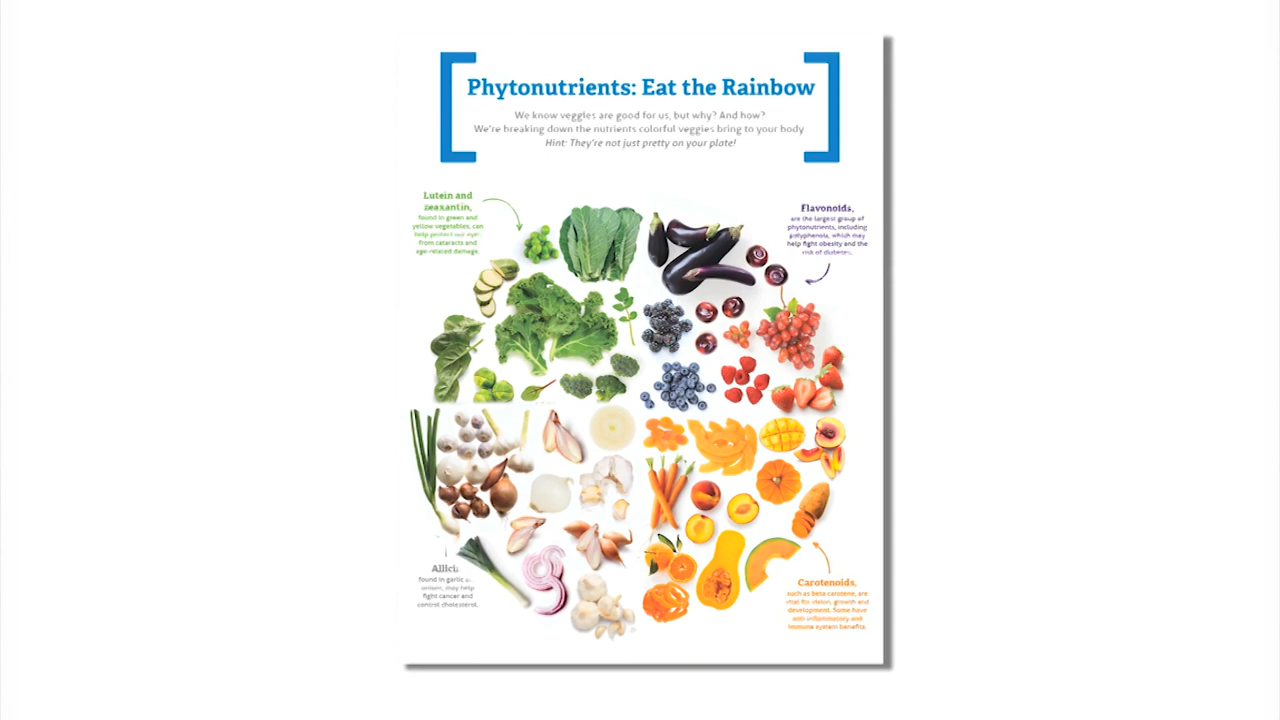 Phytonutrients: Eat the Rainbow
We know veggies are good for us, but why? And how?
We're breaking down the nutrients colorful veggies bring to your body
Hint: They're not just pretty on your plate!
Lutein and
zeaxantin,
found in green and
yellow vegetables, can
help protect our eyes
from cataracts and
age-related damage.
Flavonoids,
are the largest group of
phytonutrients, including
polyphenols, which may
help fight obesity and the
risk of diabetes.
found in garlic
onions, may help
fight cancer and
control cholesterol.
Carotenoids,
such as beta carotene, are
vital for vision, growth and
development. Some have
anti-inflammatory and
immune system benefits.